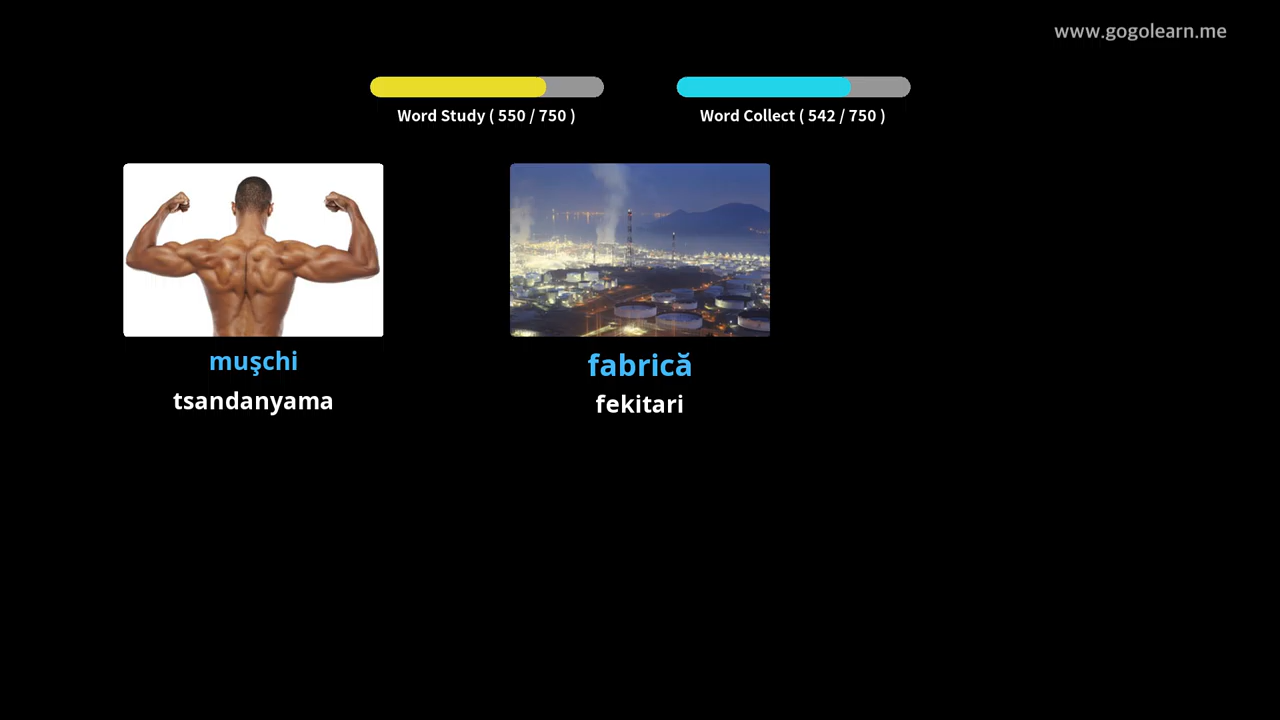 www.gogolearn.me
Word Study ( 550 / 750 )
Word Collect ( 542 / 750 )
muşchi
tsandanyama
fabrică
fekitari